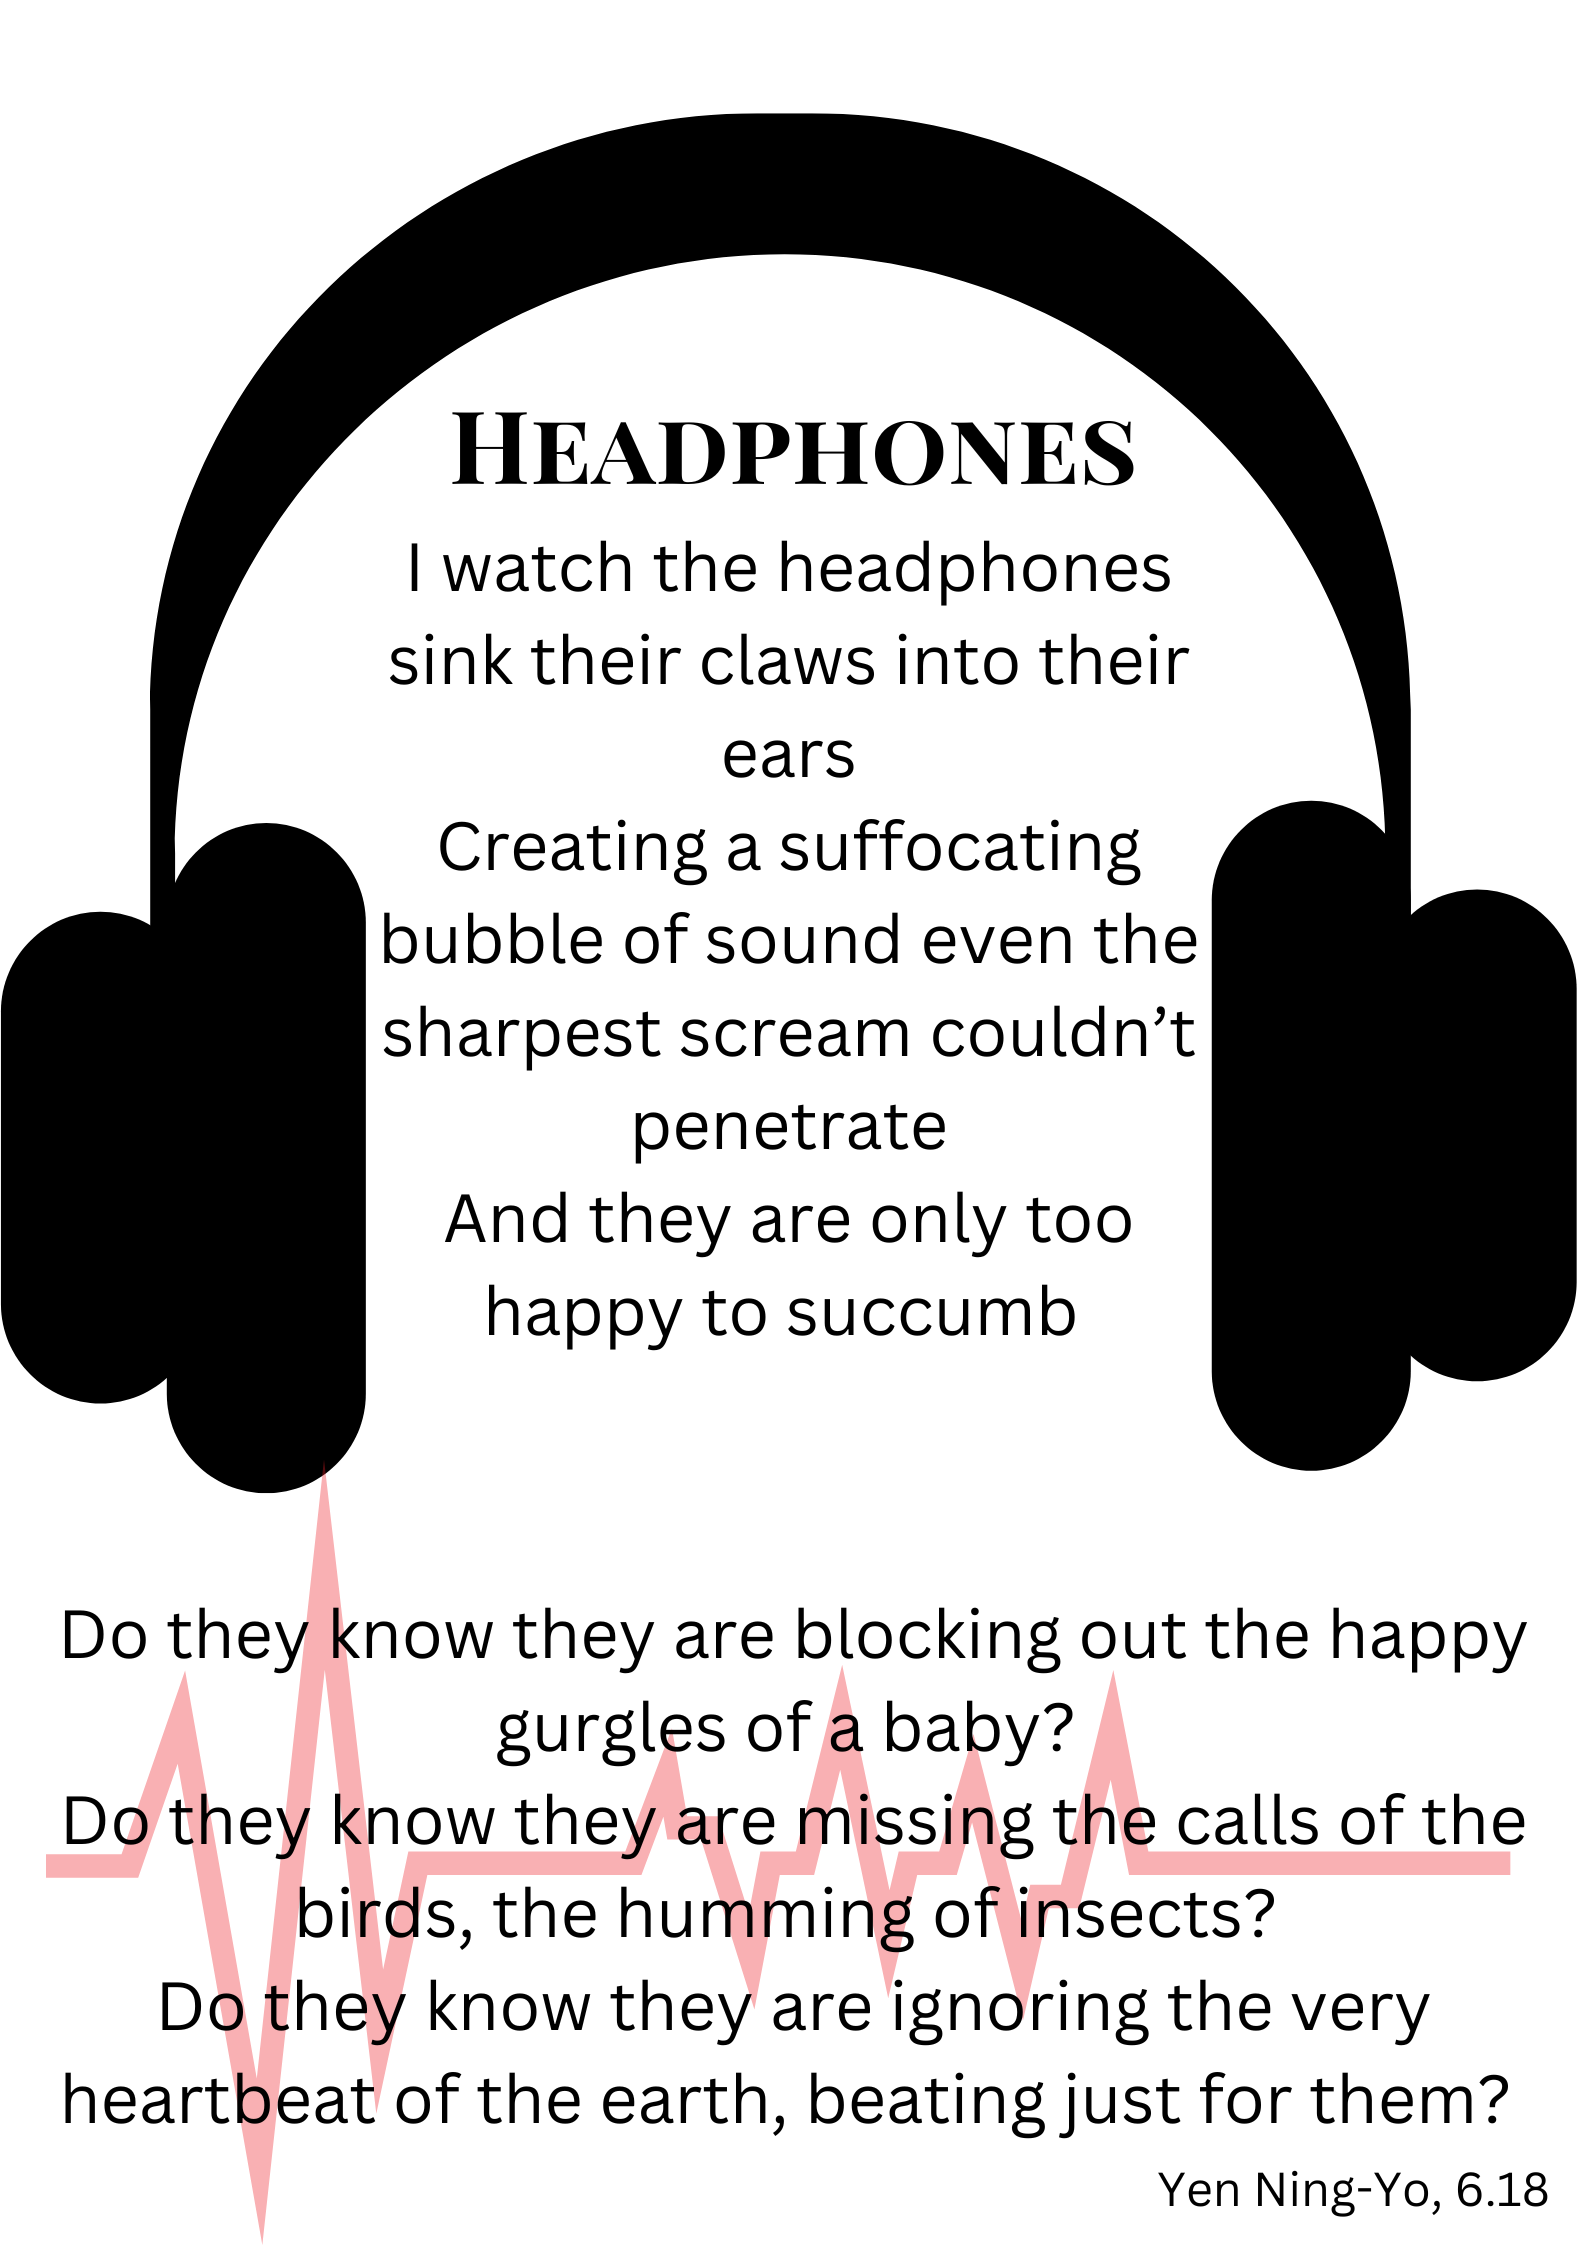 Headphones
I watch the headphones
sink their claws into their
ears
Creating a suffocating
bubble of sound even the
sharpest scream couldn’t
penetrate
And they are only too
happy to succumb
Do they know they are blocking out the happy
gurgles of a baby?
Do they know they are missing the calls of the
birds, the humming of insects?
Do they know they are ignoring the very
heartbeat of the earth, beating just for them?
Yen Ning-Yo, 6.18